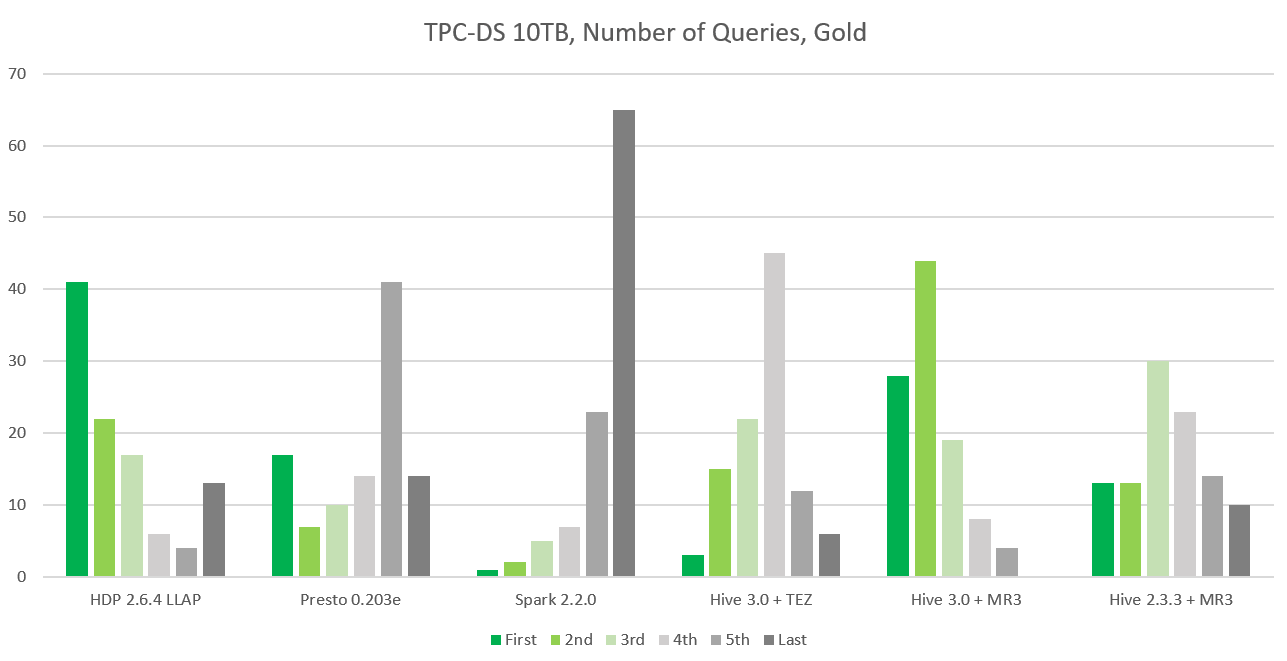 TPC-DS 10TB, Number of Queries, Gold
70
60
50
40
30
20
10
0
HDP 2.6.4 LLAP Presto 0.203e Spark 2.2.0 Hive 3.0 + TEZ Hive 3.0 + MR3 Hive 2.3.3 + MR3
First 2nd 3rd 4th 5th Last